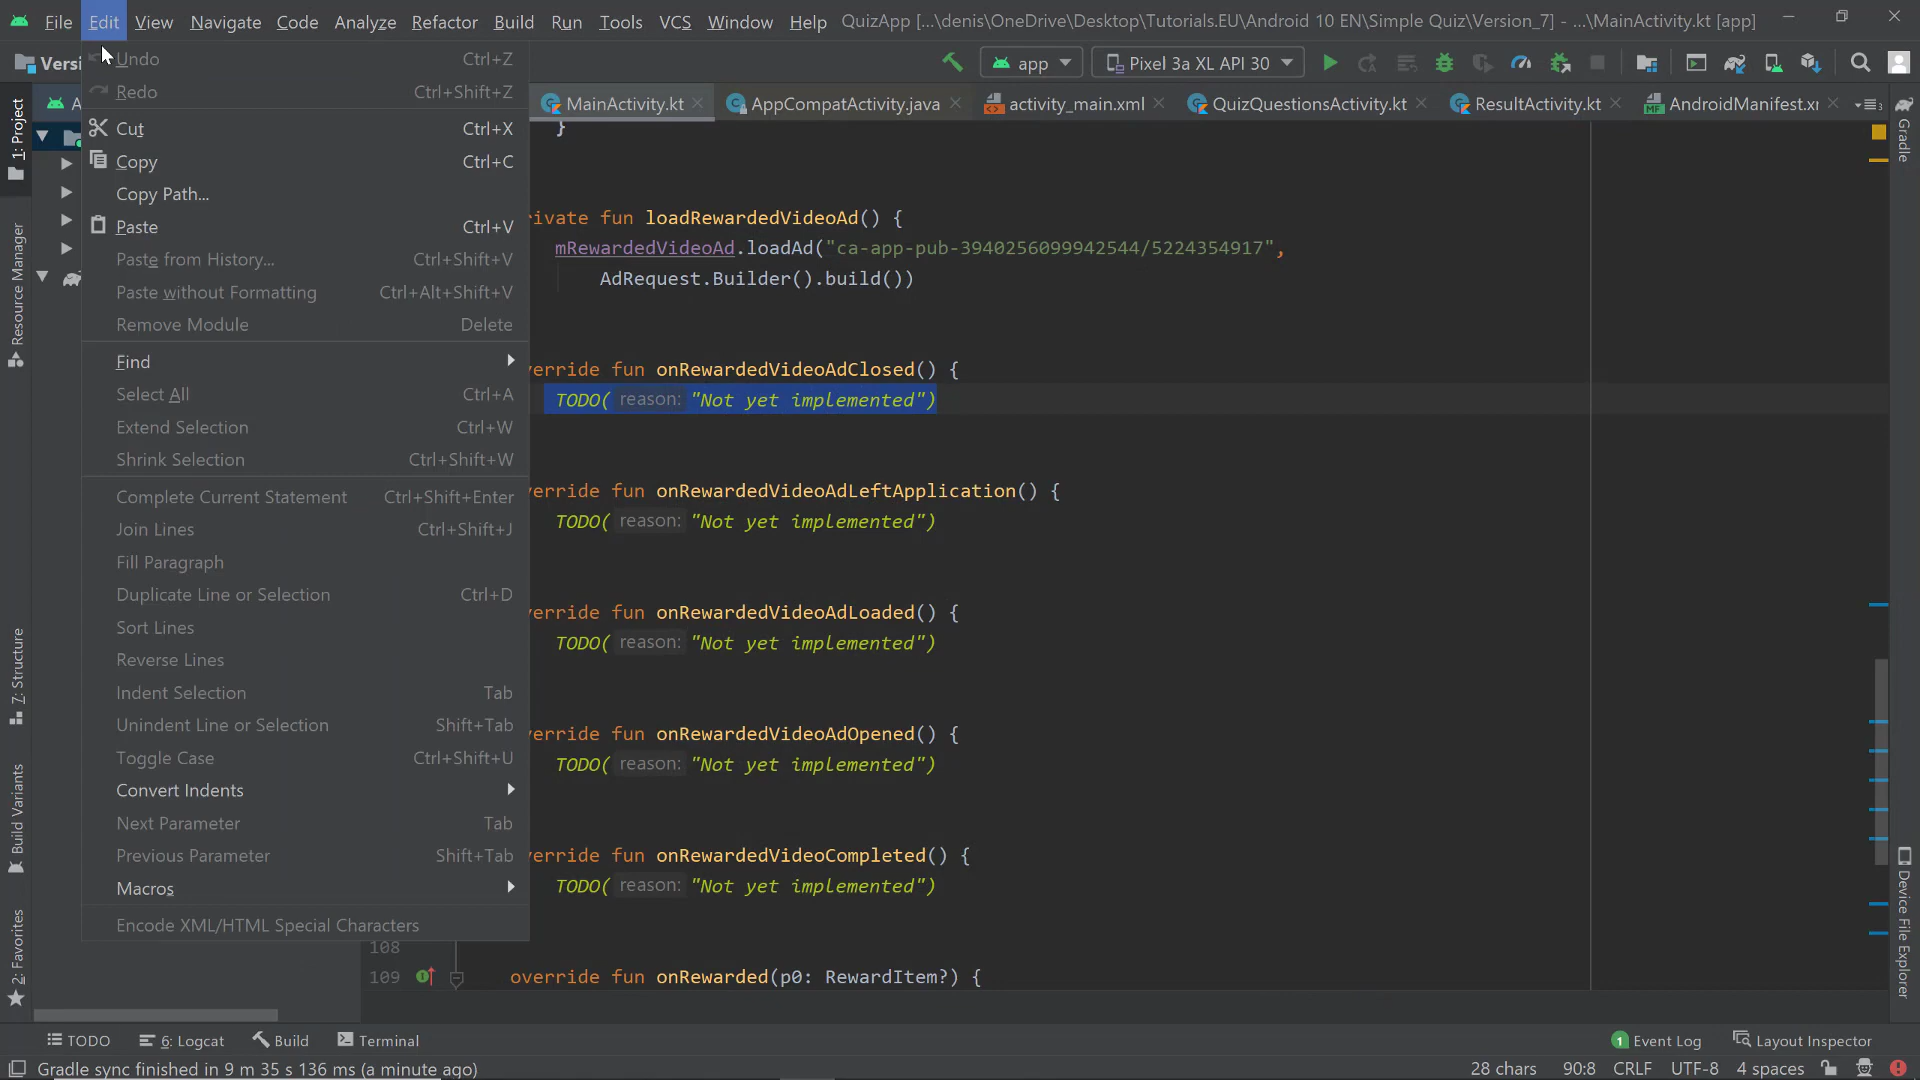 File Edit View Navigate Code Analyze Refactor Build Run Tools VCS Window Help QuizApp [...\denis\OneDrive\Desktop\Tutorials.EU\Android 10 EN\Simple Quiz\Version_7] - ...\MainActivity.kt [app]
Versi app Pixel 3a XL API 30
A MainActivity.kt AppCompatActivity.java activity_main.xml QuizQuestionsActivity.kt ResultActivity.kt AndroidManifest.xr
Undo Ctrl+Z
Redo Ctrl+Shift+Z
Cut Ctrl+X
Copy Ctrl+C
Copy Path...
Paste Ctrl+V
Paste from History... Ctrl+Shift+V
Paste without Formatting Ctrl+Alt+Shift+V
Remove Module Delete
Find
Select All Ctrl+A
Extend Selection Ctrl+W
Shrink Selection Ctrl+Shift+W
Complete Current Statement Ctrl+Shift+Enter
Join Lines Ctrl+Shift+J
Fill Paragraph
Duplicate Line or Selection Ctrl+D
Sort Lines
Reverse Lines
Indent Selection Tab
Unindent Line or Selection Shift+Tab
Toggle Case Ctrl+Shift+U
Convert Indents
Next Parameter Tab
Previous Parameter Shift+Tab
Macros
Encode XML/HTML Special Characters
}
ivate fun loadRewardedVideoAd() {
mRewardedVideoAd.loadAd("ca-app-pub-3940256099942544/5224354917",
AdRequest.Builder().build())
verride fun onRewardedVideoAdClosed() {
TODO( reason: "Not yet implemented")
verride fun onRewardedVideoAdLeftApplication() {
TODO( reason: "Not yet implemented")
verride fun onRewardedVideoAdLoaded() {
TODO( reason: "Not yet implemented")
verride fun onRewardedVideoAdOpened() {
TODO( reason: "Not yet implemented")
verride fun onRewardedVideoCompleted() {
TODO( reason: "Not yet implemented")
108
109 override fun onRewarded(p0: RewardItem?) {
1: Project
Resource Manager
7: Structure
Build Variants
2: Favorites
Gradle
Device File Explorer
TODO 6: Logcat Build Terminal 1 Event Log Layout Inspector
Gradle sync finished in 9 m 35 s 136 ms (a minute ago) 28 chars 90:8 CRLF UTF-8 4 spaces